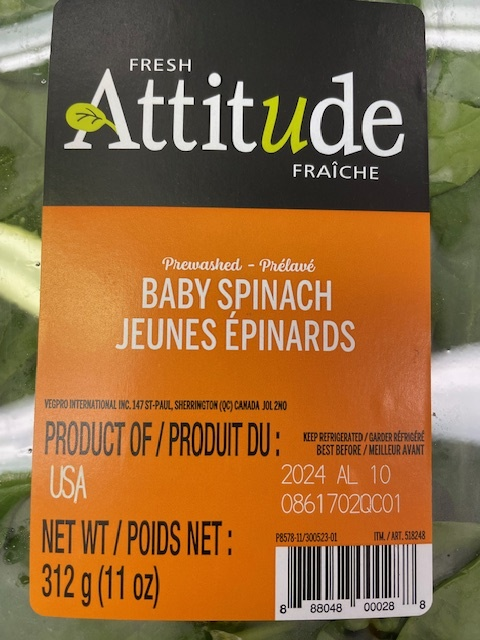 FRESH
Attitude
FRAÎCHE
Prewashed - Prélavé
BABY SPINACH
JEUNES ÉPINARDS
VEGPRO INTERNATIONAL INC. 147 ST-PAUL, SHERRINGTON (QC) CANADA J0L 2N0
PRODUCT OF / PRODUIT DU :
USA
KEEP REFRIGERATED / GARDER RÉFRIGÉRÉ
BEST BEFORE / MEILLEUR AVANT
2024 AL 10
0861702QC01
NET WT / POIDS NET :
312 g (11 oz)
PB578-11/300523-01
ITM. / ART. 518248
8 88048 00028 8